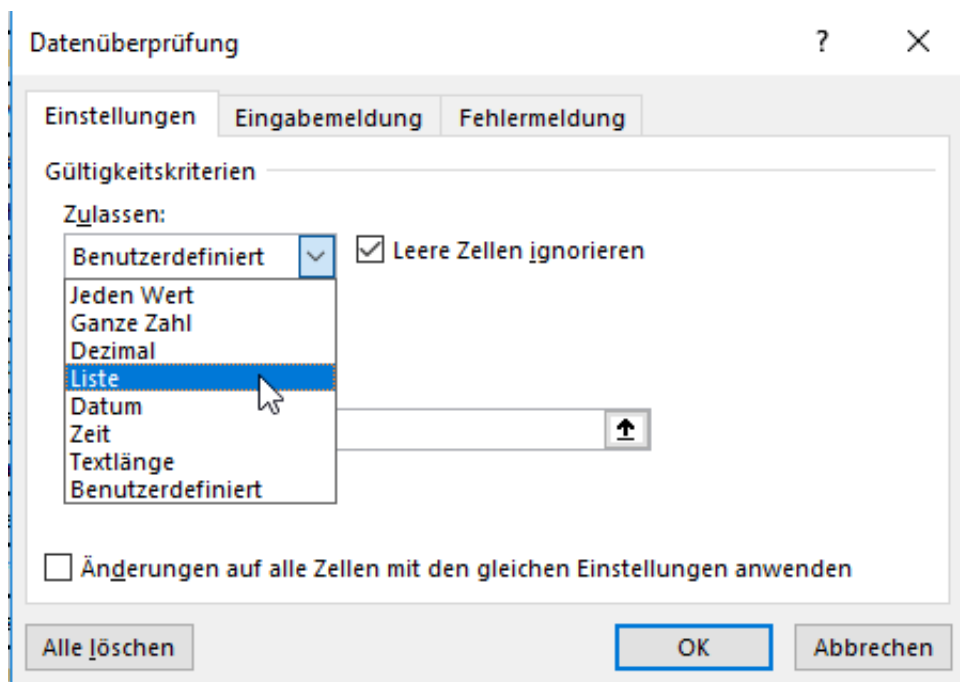 Datenüberprüfung ?
Einstellungen Eingabemeldung Fehlermeldung
Gültigkeitskriterien
Zulassen:
Benutzerdefiniert Leere Zellen ignorieren
Jeden Wert
Ganze Zahl
Dezimal
Liste
Datum
Zeit
Textlänge
Benutzerdefiniert
Änderungen auf alle Zellen mit den gleichen Einstellungen anwenden
Alle löschen OK Abbrechen